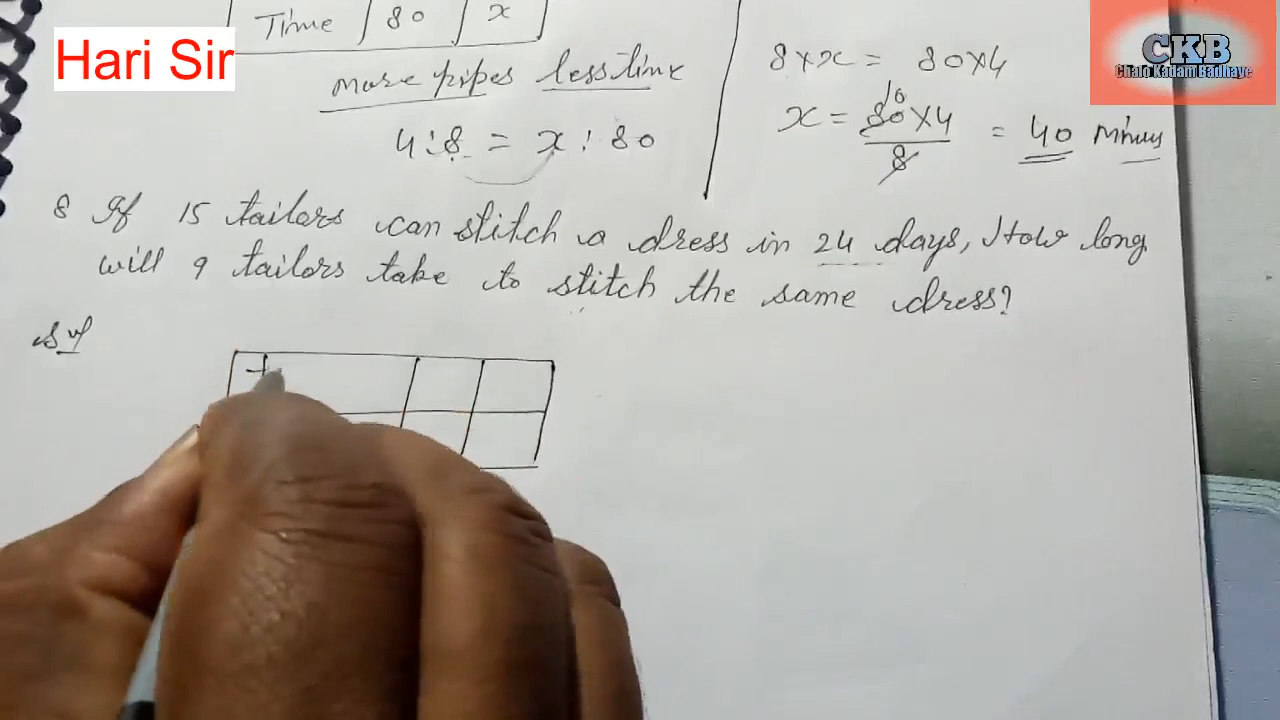 Time 80 x
Hari Sir
more pipes less time
4 : 8 = x : 80
8 × x = 80 × 4
10
x = 80 × 4 / 8 = 40 minus
CKB
Chalo Kadam Badhaye
8 If 15 tailors can stitch a dress in 24 days, How long
will 9 tailors take to stitch the same dress?
Sol